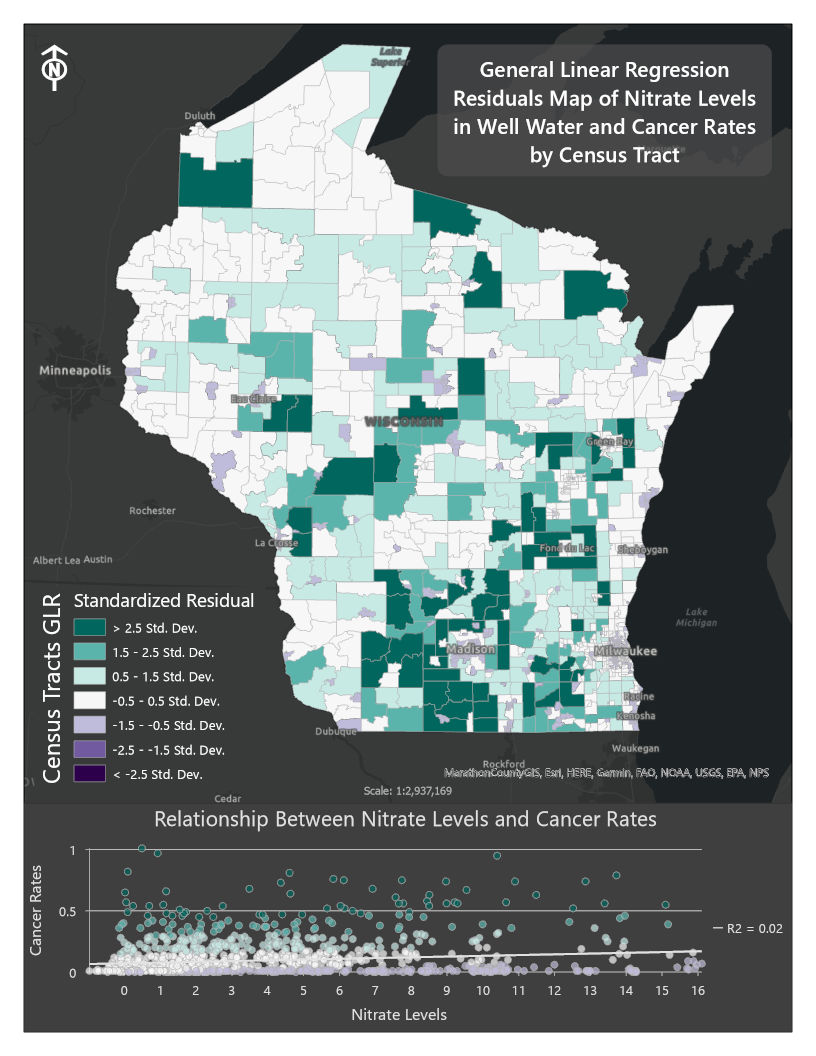 N
Lake
Superior
General Linear Regression
Residuals Map of Nitrate Levels
in Well Water and Cancer Rates
by Census Tract
Duluth
Marquette
Minneapolis
Eau Claire
WISCONSIN
Green Bay
Rochester
La Crosse
Fond du Lac
Sheboygan
Albert Lea Austin
Lake
Michigan
Madison
Milwaukee
Racine
Kenosha
Dubuque
Waukegan
Rockford
Cedar
Census Tracts GLR
Standardized Residual
> 2.5 Std. Dev.
1.5 - 2.5 Std. Dev.
0.5 - 1.5 Std. Dev.
-0.5 - 0.5 Std. Dev.
-1.5 - -0.5 Std. Dev.
-2.5 - -1.5 Std. Dev.
< -2.5 Std. Dev.
MarathonCountyGIS, Esri, HERE, Garmin, FAO, NOAA, USGS, EPA, NPS
Scale: 1:2,937,169
Relationship Between Nitrate Levels and Cancer Rates
Cancer Rates
1
0.5
0
R2 = 0.02
0 1 2 3 4 5 6 7 8 9 10 11 12 13 14 15 16
Nitrate Levels